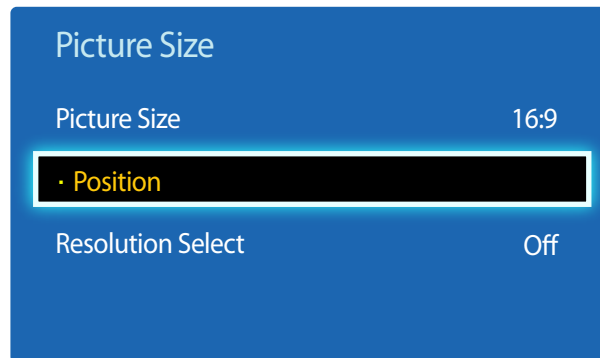 Picture Size
Picture Size 16:9
· Position
Resolution Select Off